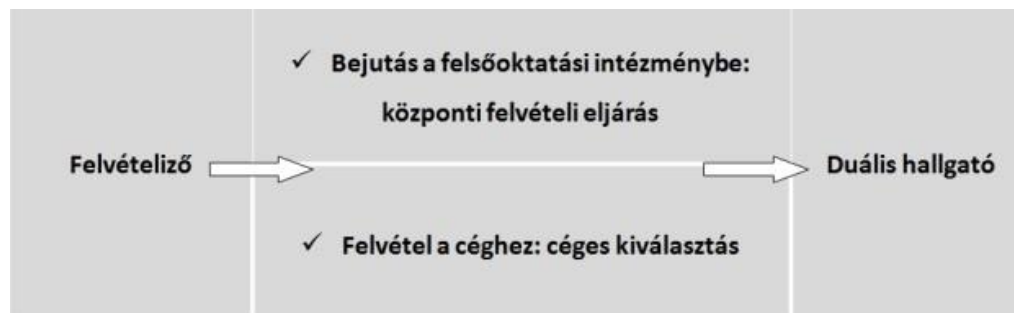 Felvételiző
✓ Bejutás a felsőoktatási intézménybe:
központi felvételi eljárás
✓ Felvétel a céghez: céges kiválasztás
Duális hallgató